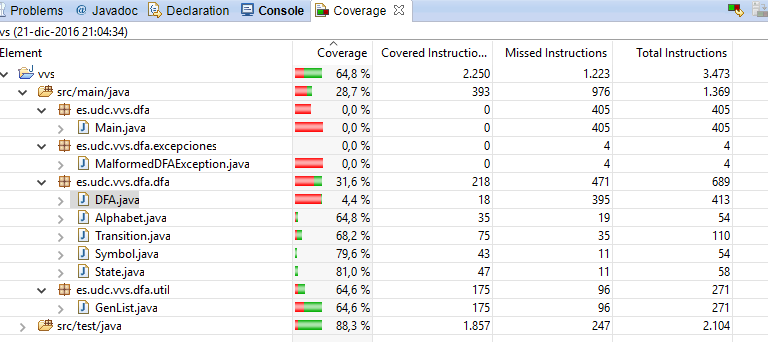 Problems @ Javadoc Declaration Console Coverage
vs (21-dic-2016 21:04:34)
Element Coverage Covered Instructio... Missed Instructions Total Instructions
vvs 64,8 % 2.250 1.223 3.473
src/main/java 28,7 % 393 976 1.369
es.udc.vvs.dfa 0,0 % 0 405 405
Main.java 0,0 % 0 405 405
es.udc.vvs.dfa.excepciones 0,0 % 0 4 4
MalformedDFAException.java 0,0 % 0 4 4
es.udc.vvs.dfa.dfa 31,6 % 218 471 689
DFA.java 4,4 % 18 395 413
Alphabet.java 64,8 % 35 19 54
Transition.java 68,2 % 75 35 110
Symbol.java 79,6 % 43 11 54
State.java 81,0 % 47 11 58
es.udc.vvs.dfa.util 64,6 % 175 96 271
GenList.java 64,6 % 175 96 271
src/test/java 88,3 % 1.857 247 2.104